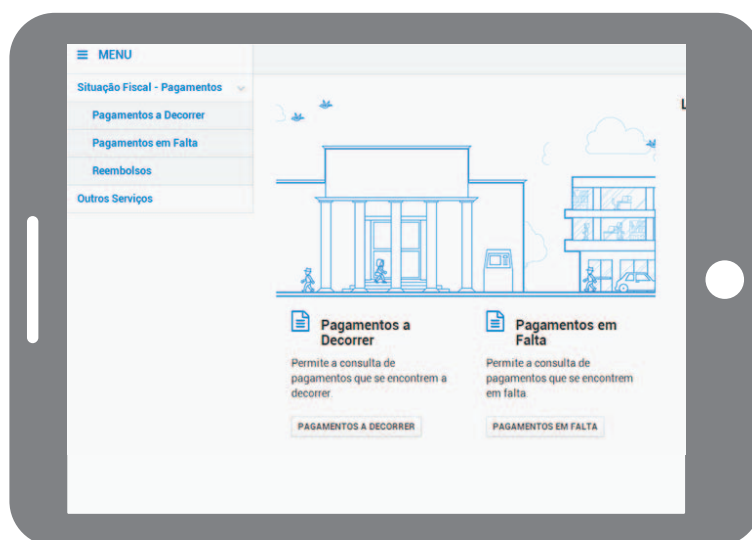 MENU
Situação Fiscal - Pagamentos
Pagamentos a Decorrer
Pagamentos em Falta
Reembolsos
Outros Serviços
L
Pagamentos a
Decorrer
Permite a consulta de
pagamentos que se encontrem a
decorrer
PAGAMENTOS A DECORRER
Pagamentos em
Falta
Permite a consulta de
pagamentos que se encontrem
em falta
PAGAMENTOS EM FALTA